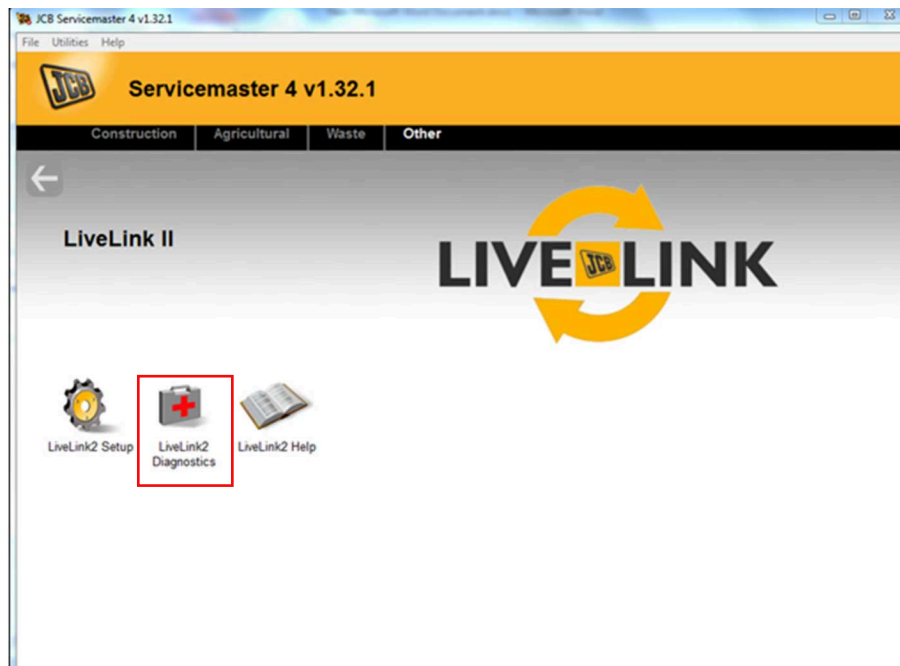 JCB Servicemaster 4 v1.32.1
File Utilities Help
JCB Servicemaster 4 v1.32.1
Construction Agricultural Waste Other
LiveLink II
LIVE JCB LINK
LiveLink2 Setup
LiveLink2
Diagnostics
LiveLink2 Help